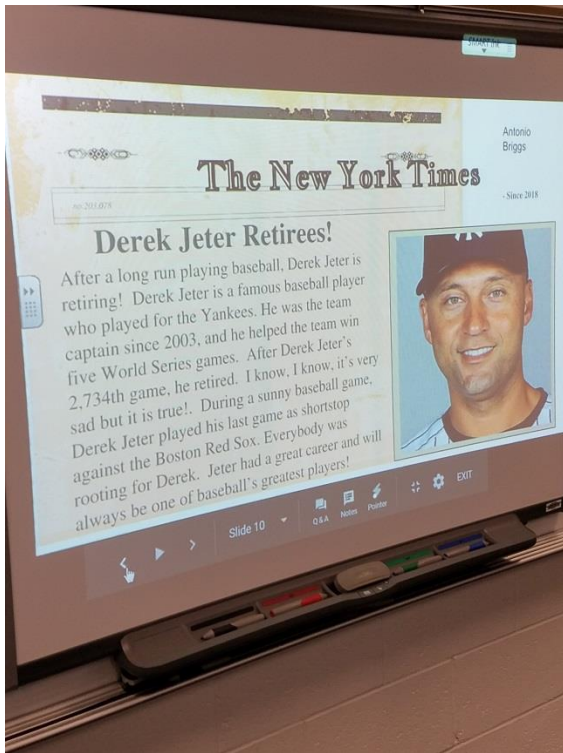 SMART Ink
Antonio
Briggs
The New York Times
- Since 2018
no 203.078
Derek Jeter Retirees!
After a long run playing baseball, Derek Jeter is
retiring! Derek Jeter is a famous baseball player
who played for the Yankees. He was the team
captain since 2003, and he helped the team win
five World Series games. After Derek Jeter's
2,734th game, he retired. I know, I know, it's very
sad but it is true!. During a sunny baseball game,
Derek Jeter played his last game as shortstop
against the Boston Red Sox. Everybody was
rooting for Derek. Jeter had a great career and will
always be one of baseball's greatest players!
Slide 10
Q & A
Notes
Pointer
EXIT